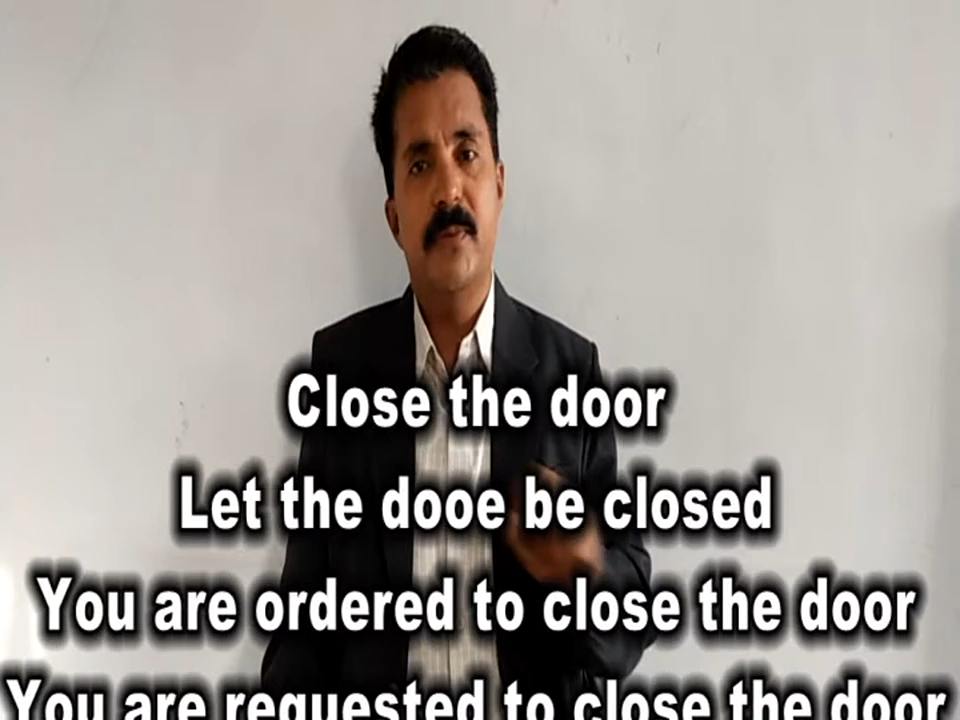 Close the door
Let the dooe be closed
You are ordered to close the door
You are requested to close the door